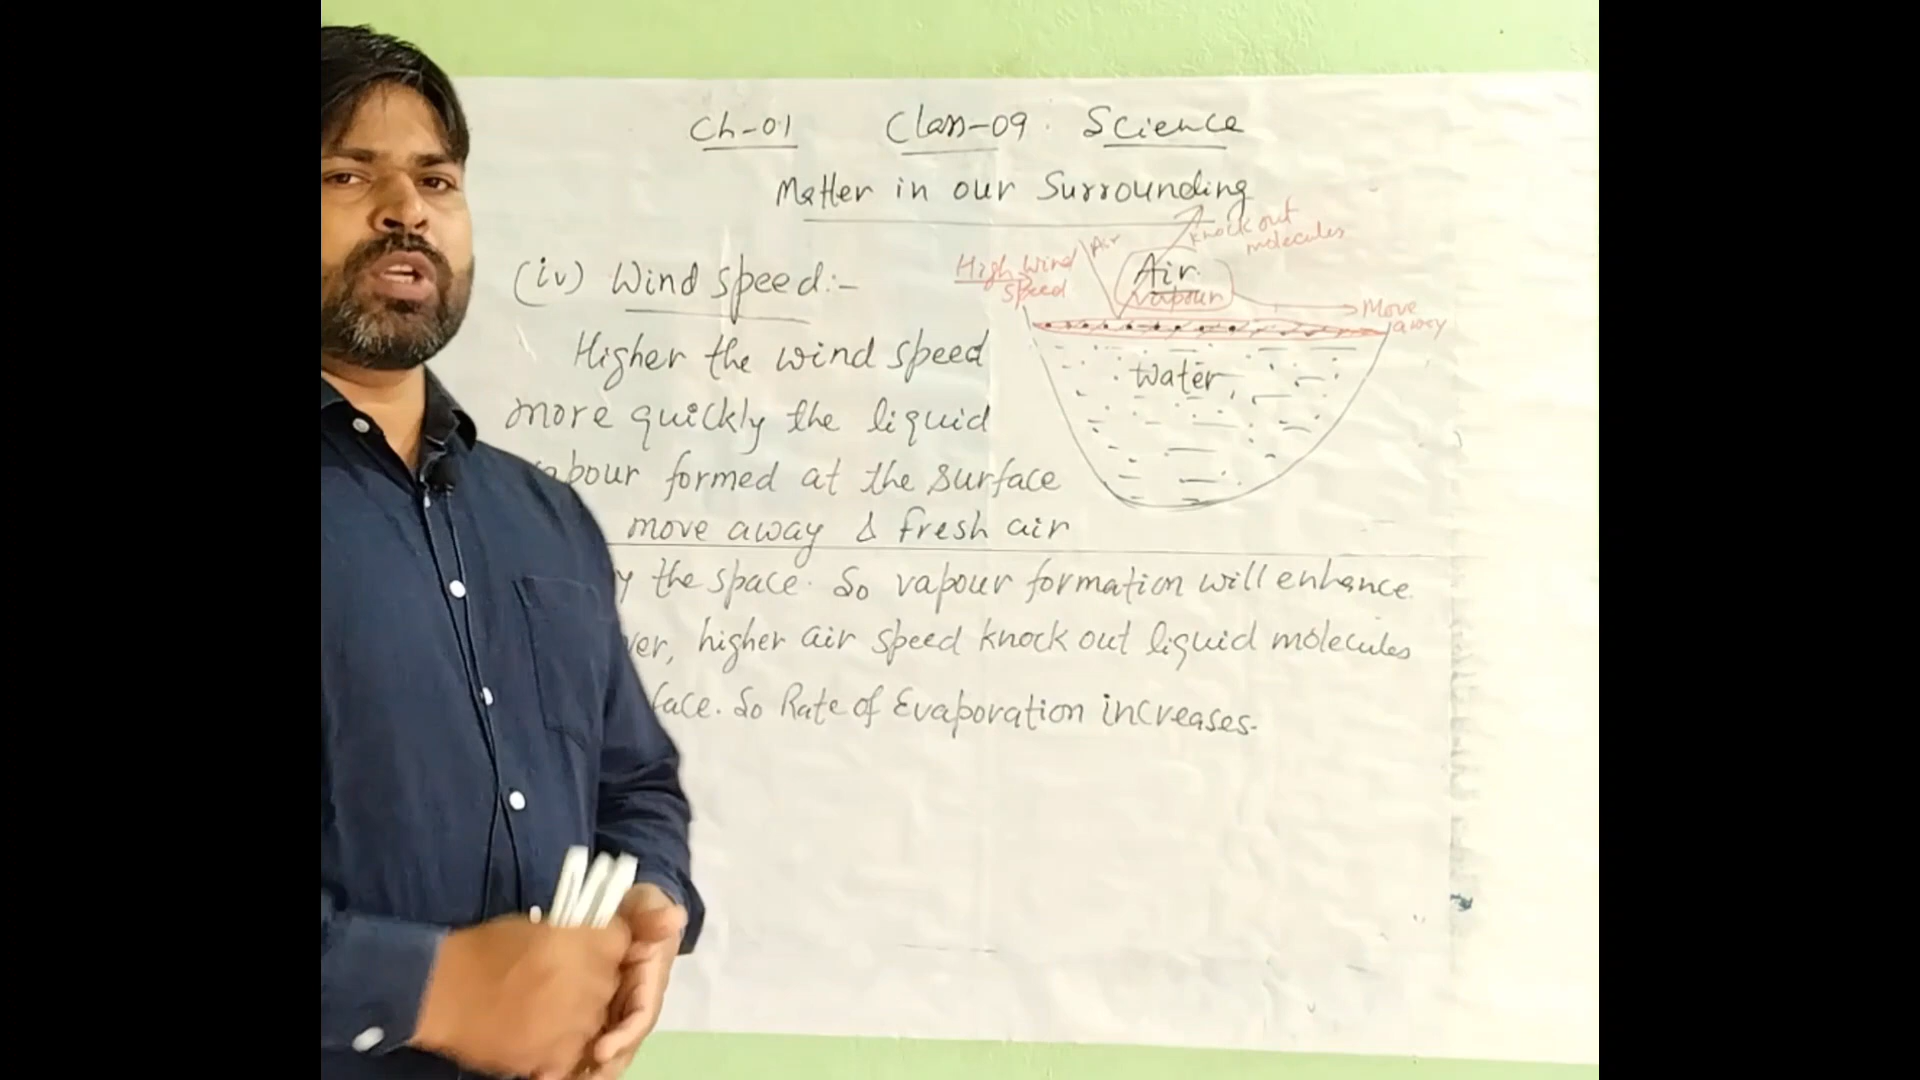 Ch-01 Class-09 Science
Matter in our Surrounding
(iv) Wind speed:-
Higher the wind speed
more quickly the liquid
formed at the surface
move away & fresh air
the space. So vapour formation will enhance.
higher air speed knock out liquid molecules
So Rate of Evaporation increases.
High wind
speed
Air
knock out
molecules
Air
vapour
Move
away
Water